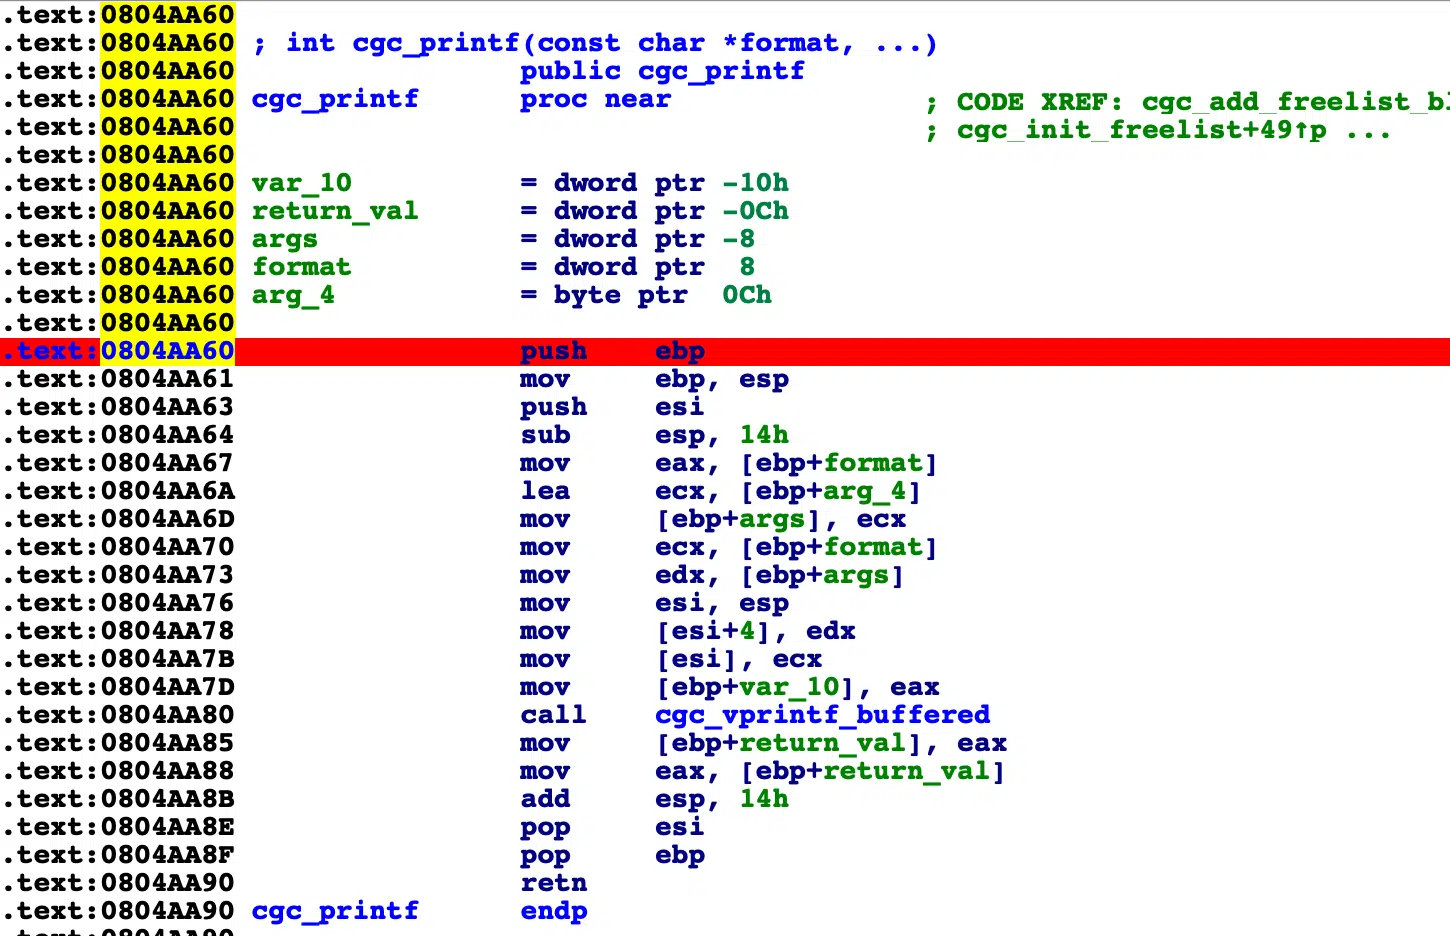 .text:0804AA60
.text:0804AA60 ; int cgc_printf(const char *format, ...)
.text:0804AA60                 public cgc_printf
.text:0804AA60 cgc_printf      proc near               ; CODE XREF: cgc_add_freelist_bl
.text:0804AA60                                         ; cgc_init_freelist+49↑p ...
.text:0804AA60
.text:0804AA60 var_10          = dword ptr -10h
.text:0804AA60 return_val      = dword ptr -0Ch
.text:0804AA60 args            = dword ptr -8
.text:0804AA60 format          = dword ptr  8
.text:0804AA60 arg_4           = byte ptr  0Ch
.text:0804AA60
.text:0804AA60                 push    ebp
.text:0804AA61                 mov     ebp, esp
.text:0804AA63                 push    esi
.text:0804AA64                 sub     esp, 14h
.text:0804AA67                 mov     eax, [ebp+format]
.text:0804AA6A                 lea     ecx, [ebp+arg_4]
.text:0804AA6D                 mov     [ebp+args], ecx
.text:0804AA70                 mov     ecx, [ebp+format]
.text:0804AA73                 mov     edx, [ebp+args]
.text:0804AA76                 mov     esi, esp
.text:0804AA78                 mov     [esi+4], edx
.text:0804AA7B                 mov     [esi], ecx
.text:0804AA7D                 mov     [ebp+var_10], eax
.text:0804AA80                 call    cgc_vprintf_buffered
.text:0804AA85                 mov     [ebp+return_val], eax
.text:0804AA88                 mov     eax, [ebp+return_val]
.text:0804AA8B                 add     esp, 14h
.text:0804AA8E                 pop     esi
.text:0804AA8F                 pop     ebp
.text:0804AA90                 retn
.text:0804AA90 cgc_printf      endp
.text:0804AA90